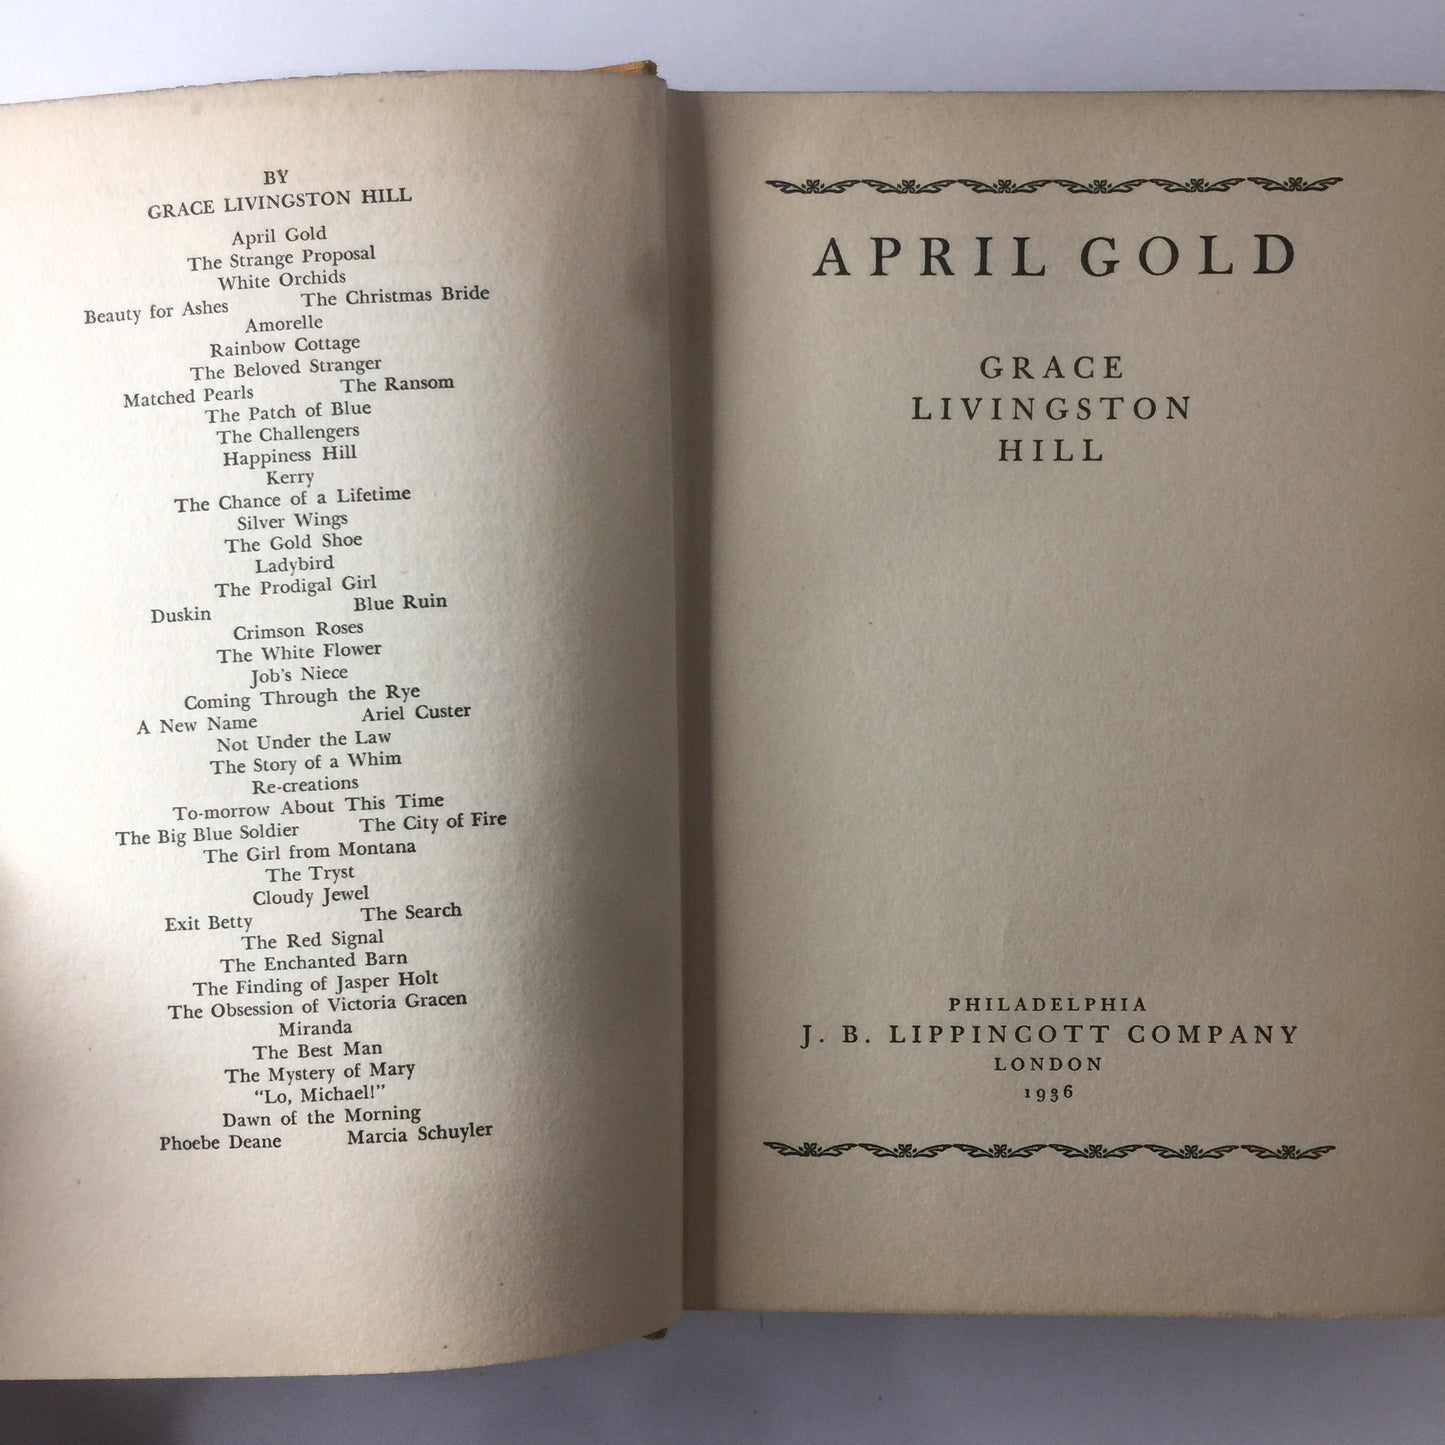 BY
GRACE LIVINGSTON HILL
April Gold
The Strange Proposal
White Orchids
Beauty for Ashes The Christmas Bride
Amorelle
Rainbow Cottage
The Beloved Stranger
Matched Pearls The Ransom
The Patch of Blue
The Challengers
Happiness Hill
Kerry
The Chance of a Lifetime
Silver Wings
The Gold Shoe
Ladybird
The Prodigal Girl
Duskin Blue Ruin
Crimson Roses
The White Flower
Job's Niece
Coming Through the Rye
A New Name Ariel Custer
Not Under the Law
The Story of a Whim
Re-creations
To-morrow About This Time
The Big Blue Soldier The City of Fire
The Girl from Montana
The Tryst
Cloudy Jewel
Exit Betty The Search
The Red Signal
The Enchanted Barn
The Finding of Jasper Holt
The Obsession of Victoria Gracen
Miranda
The Best Man
The Mystery of Mary
"Lo, Michael!"
Dawn of the Morning
Phoebe Deane Marcia Schuyler
APRIL GOLD
GRACE
LIVINGSTON
HILL
PHILADELPHIA
J. B. LIPPINCOTT COMPANY
LONDON
1936